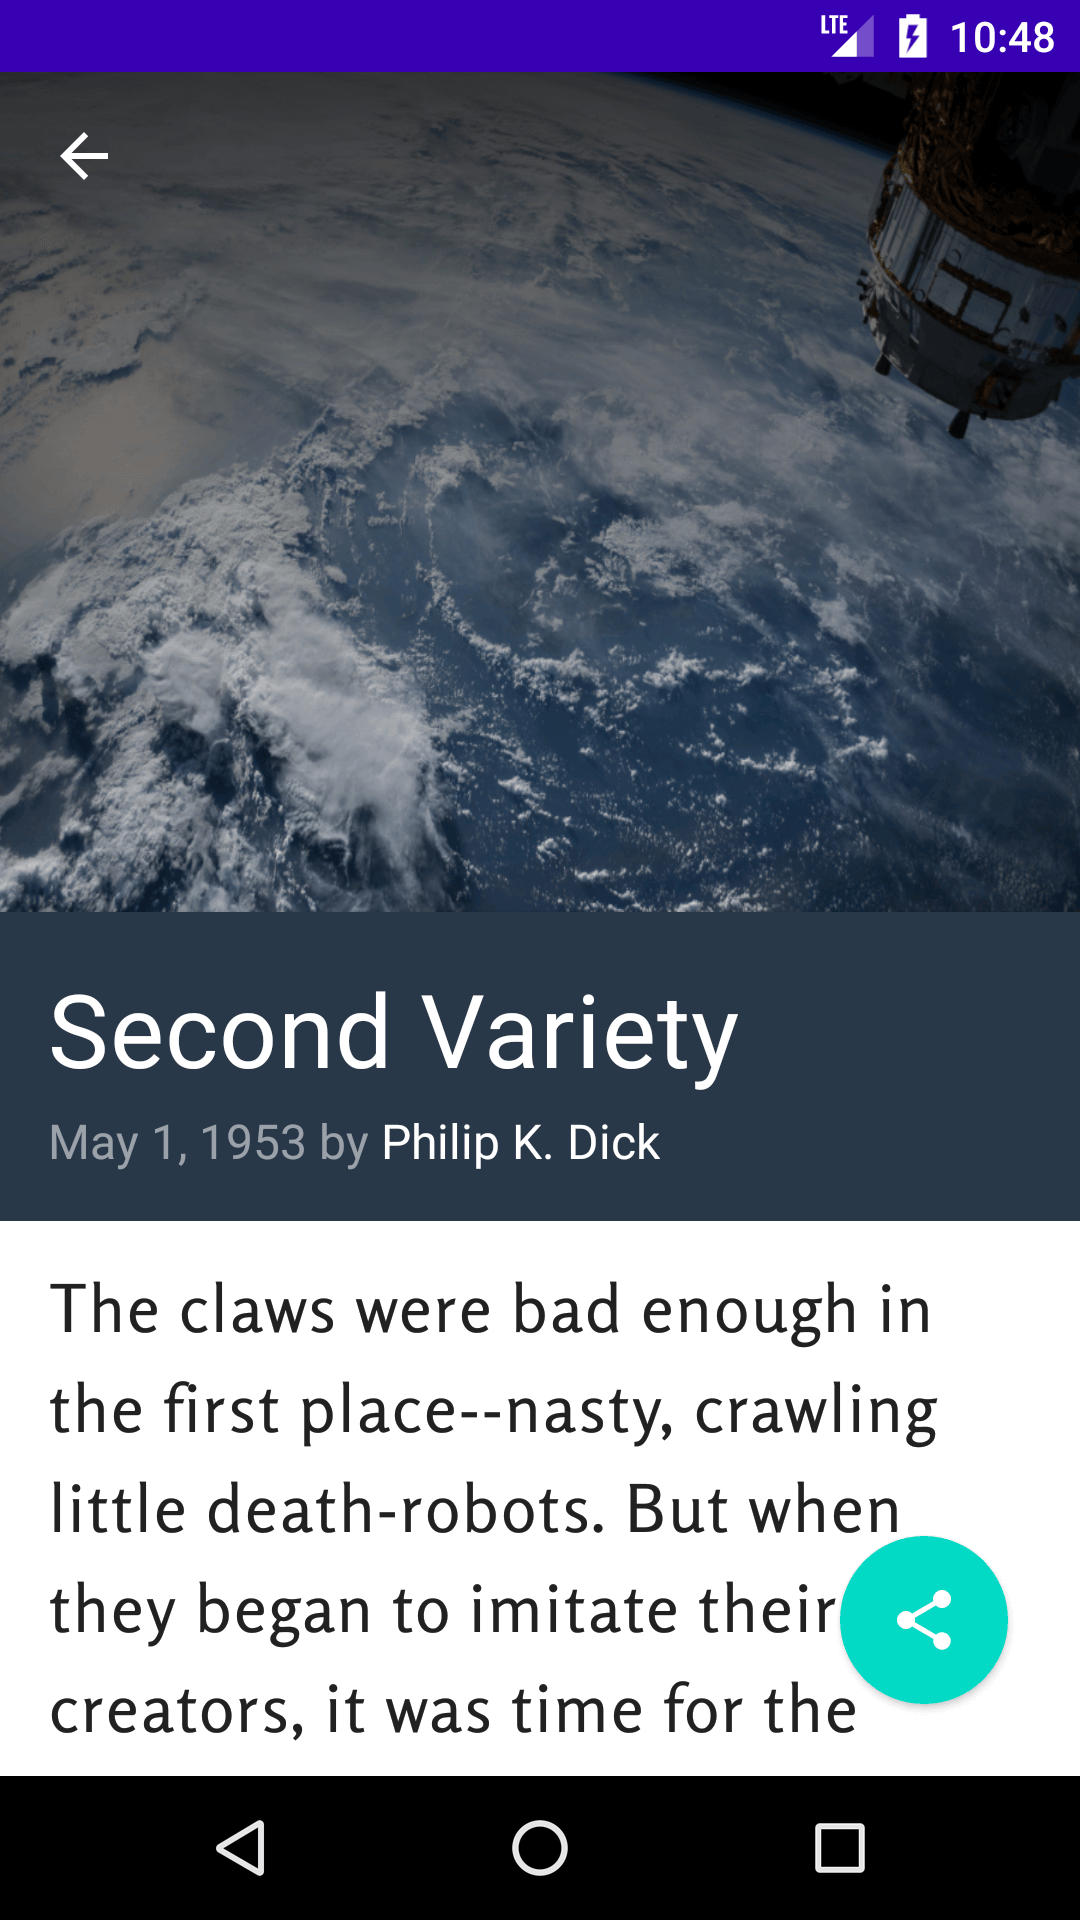 LTE 10:48
Second Variety
May 1, 1953 by Philip K. Dick
The claws were bad enough in
the first place--nasty, crawling
little death-robots. But when
they began to imitate their
creators, it was time for the